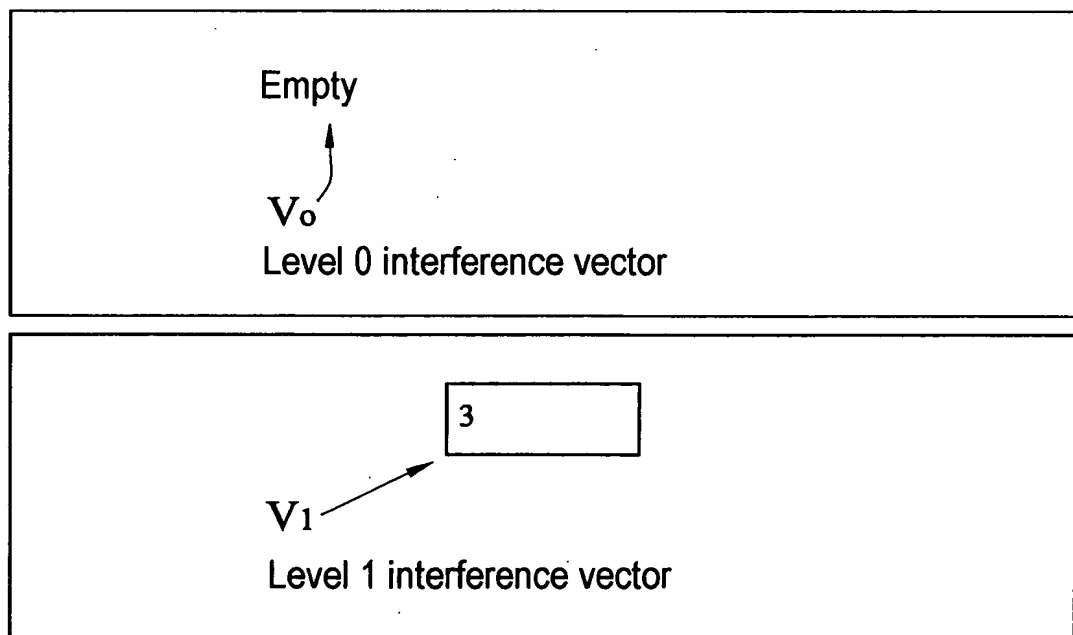 Empty
Vo
Level 0 interference vector
3
V1
Level 1 interference vector